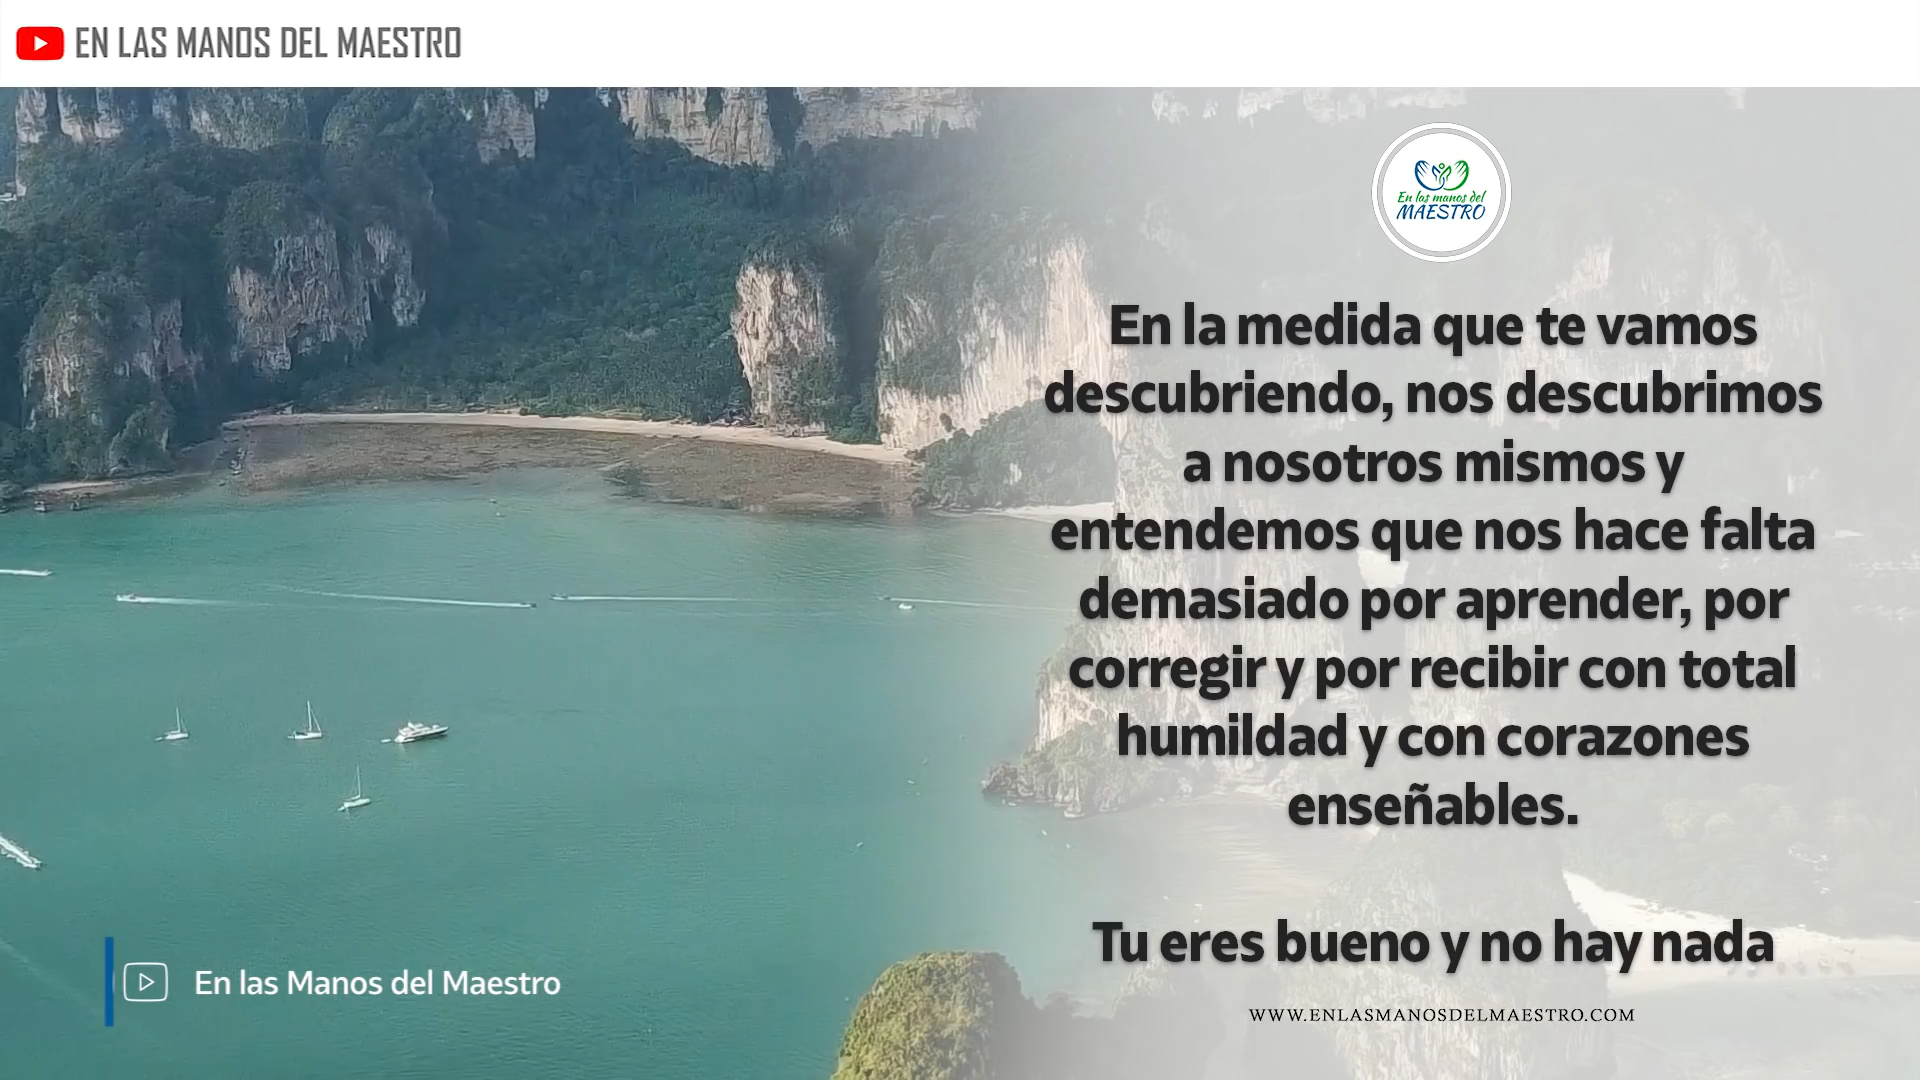 EN LAS MANOS DEL MAESTRO
En las manos del
MAESTRO
En la medida que te vamos
descubriendo, nos descubrimos
a nosotros mismos y
entendemos que nos hace falta
demasiado por aprender, por
corregir y por recibir con total
humildad y con corazones
enseñables.
Tu eres bueno y no hay nada
En las Manos del Maestro
WWW.ENLASMANOSDELMAESTRO.COM